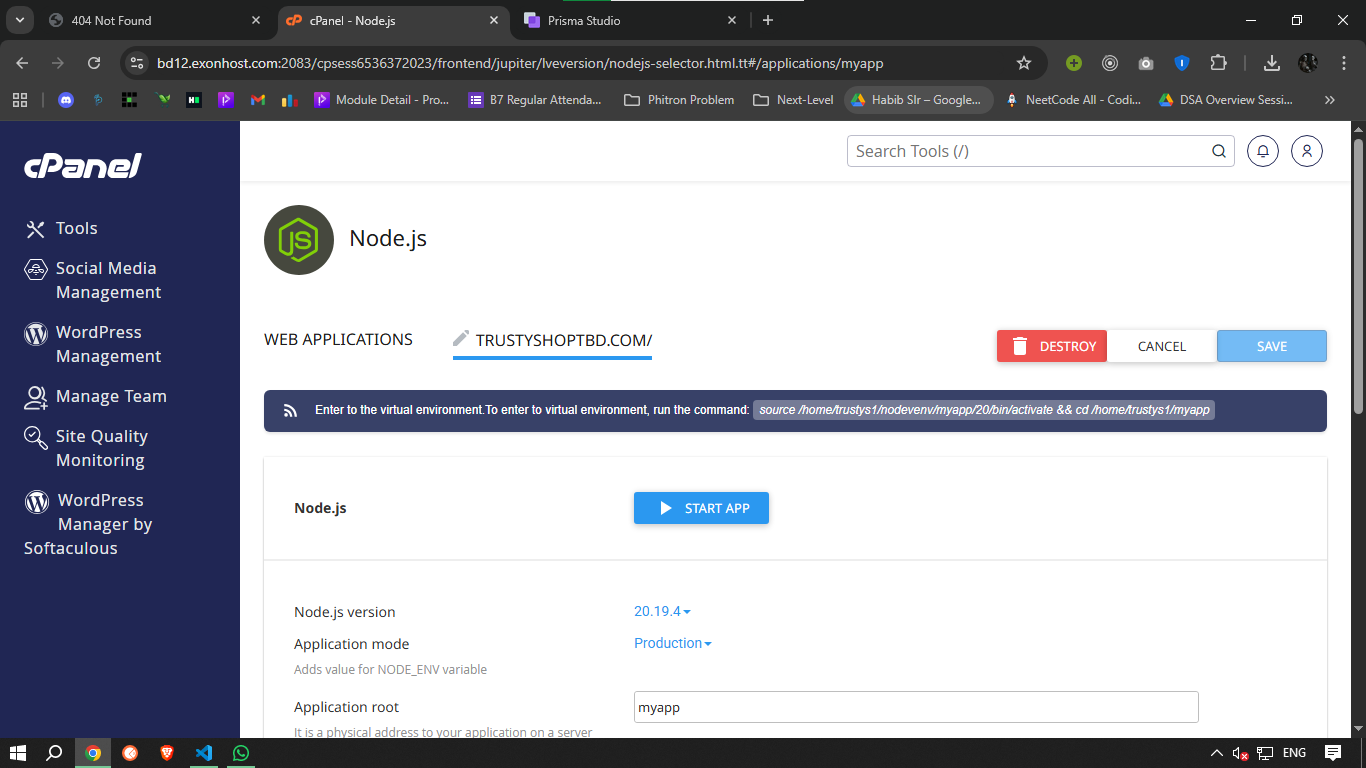 404 Not Found
cPanel - Node.js
Prisma Studio
bd12.exonhost.com:2083/cpsess6536372023/frontend/jupiter/lveversion/nodejs-selector.html.tt#/applications/myapp
Module Detail - Pro...
B7 Regular Attenda...
Phitron Problem
Next-Level
Habib SIr – Google...
NeetCode All - Codi...
DSA Overview Sessi...
cPanel
Search Tools (/)
Tools
Social Media
Management
WordPress
Management
Manage Team
Site Quality
Monitoring
WordPress
Manager by
Softaculous
JS
Node.js
WEB APPLICATIONS
TRUSTYSHOPTBD.COM/
DESTROY
CANCEL
SAVE
Enter to the virtual environment.To enter to virtual environment, run the command: source /home/trustys1/nodevenv/myapp/20/bin/activate && cd /home/trustys1/myapp
Node.js
START APP
Node.js version
20.19.4
Application mode
Production
Adds value for NODE_ENV variable
Application root
myapp
It is a physical address to your application on a server
ENG